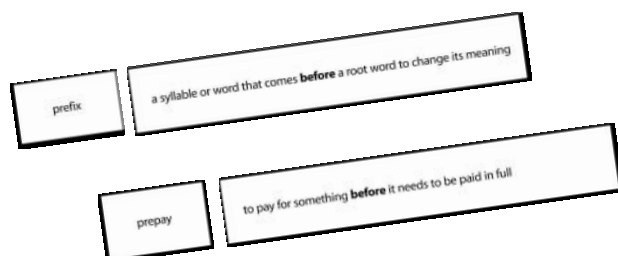 prefix
a syllable or word that comes before a root word to change its meaning
prepay
to pay for something before it needs to be paid in full